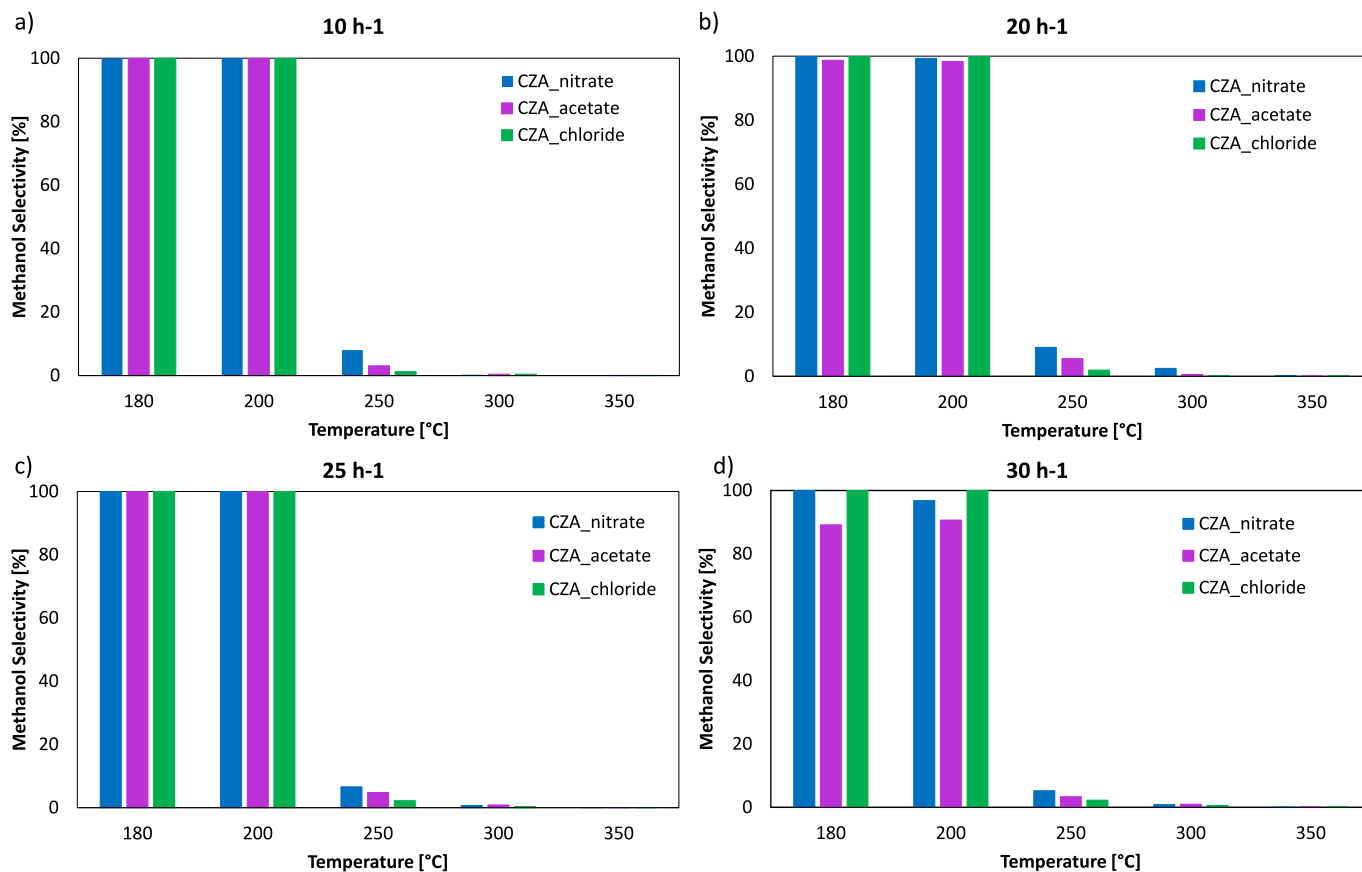 a)
10 h-1
Methanol Selectivity [%]
100
80
60
40
20
0
CZA_nitrate
CZA_acetate
CZA_chloride
180 200 250 300 350
Temperature [°C]
b)
20 h-1
Methanol Selectivity [%]
100
80
60
40
20
0
CZA_nitrate
CZA_acetate
CZA_chloride
180 200 250 300 350
Temperature [°C]
c)
25 h-1
Methanol Selectivity [%]
100
80
60
40
20
0
CZA_nitrate
CZA_acetate
CZA_chloride
180 200 250 300 350
Temperature [°C]
d)
30 h-1
Methanol Selectivity [%]
100
80
60
40
20
0
CZA_nitrate
CZA_acetate
CZA_chloride
180 200 250 300 350
Temperature [°C]